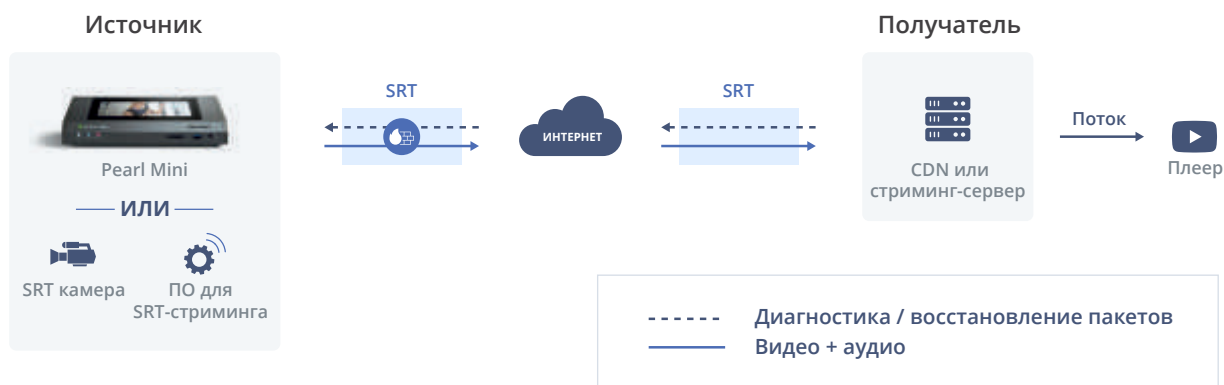 Источник
Получатель
Pearl Mini
ИЛИ
SRT камера
ПО для
SRT-стриминга
SRT
ИНТЕРНЕТ
SRT
CDN или
стриминг-сервер
Поток
Плеер
Диагностика / восстановление пакетов
Видео + аудио